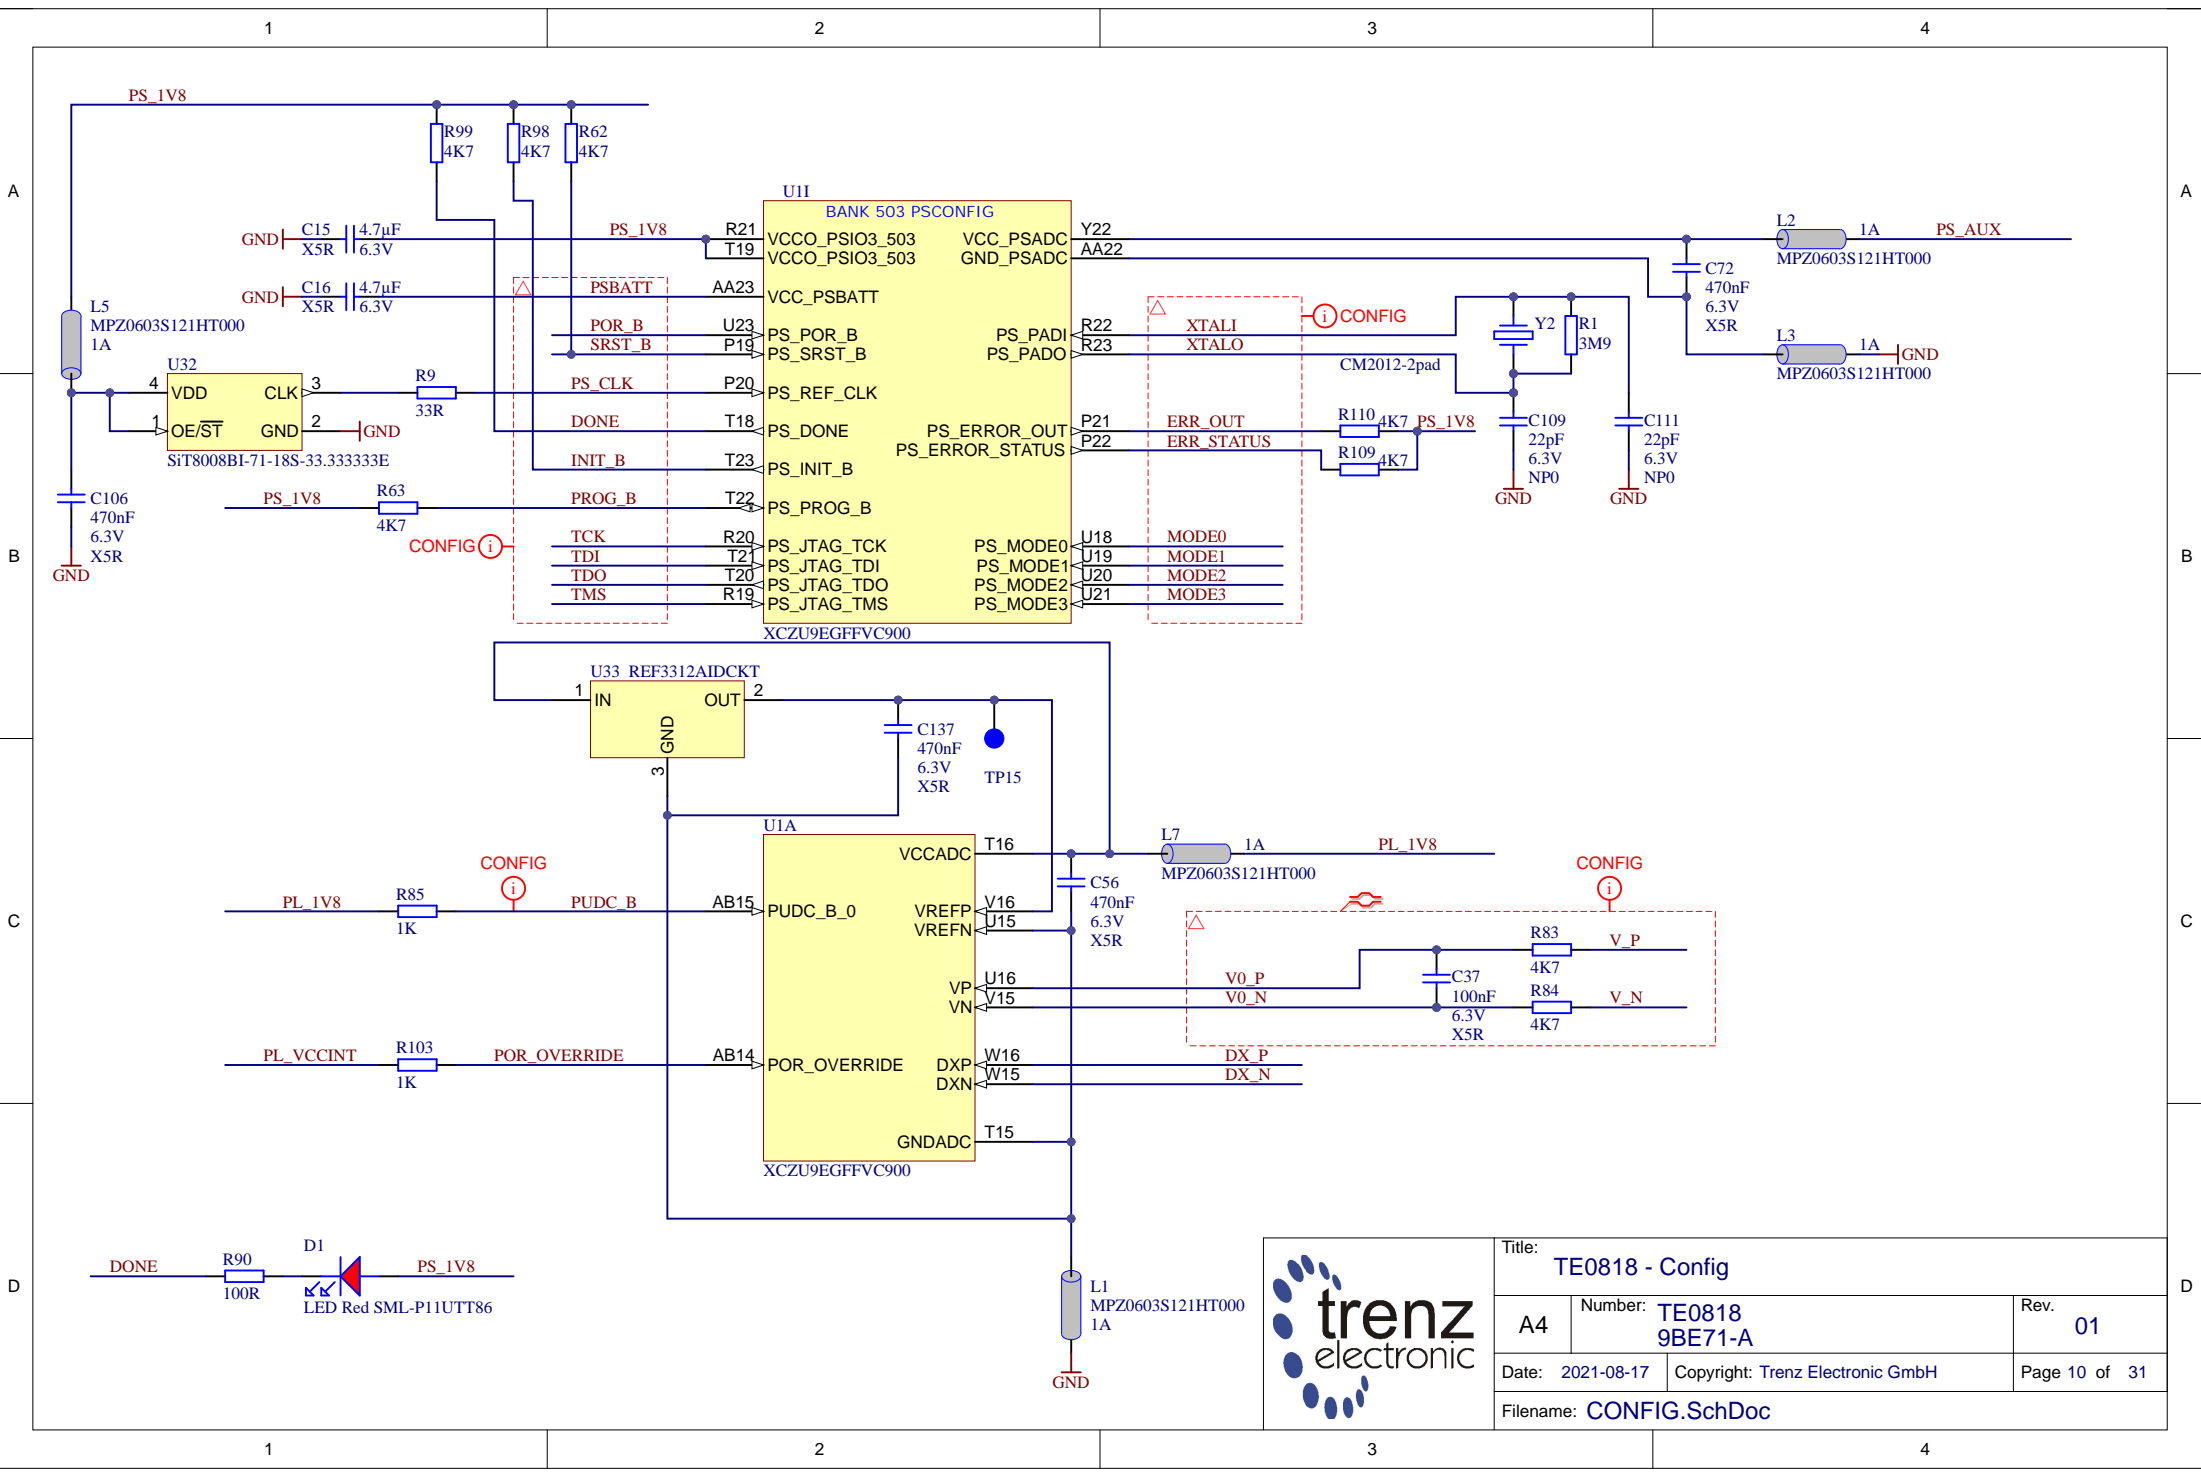 1 2 3 4
A A
B B
C C
D D
PS_1V8
R99
4K7
R98
4K7
R62
4K7
U1I
BANK 503 PSCONFIG
GND
C15
X5R
4.7µF
6.3V
PS_1V8
R21
T19
VCCO_PSIO3_503
VCCO_PSIO3_503
GND
C16
X5R
4.7µF
6.3V
PSBATT
AA23
VCC_PSBATT
POR_B
U23
PS_POR_B
SRST_B
P19
PS_SRST_B
L5
MPZ0603S121HT000
1A
U32
4
VDD
CLK
3
1
OE/ST
GND
2
GND
SiT8008BI-71-18S-33.333333E
R9
33R
PS_CLK
P20
PS_REF_CLK
DONE
T18
PS_DONE
INIT_B
T23
PS_INIT_B
C106
470nF
6.3V
X5R
GND
PS_1V8
R63
4K7
PROG_B
T22
PS_PROG_B
CONFIG
i
TCK
R20
PS_JTAG_TCK
TDI
T21
PS_JTAG_TDI
TDO
T20
PS_JTAG_TDO
TMS
R19
PS_JTAG_TMS
XCZU9EGFFVC900
VCC_PSADC
Y22
GND_PSADC
AA22
L2
1A
PS_AUX
MPZ0603S121HT000
C72
470nF
6.3V
X5R
L3
1A
GND
MPZ0603S121HT000
i
CONFIG
PS_PADI
R22
XTALI
PS_PADO
R23
XTALO
CM2012-2pad
Y2
R1
3M9
C109
22pF
6.3V
NP0
GND
C111
22pF
6.3V
NP0
GND
PS_ERROR_OUT
P21
ERR_OUT
R110
4K7
PS_1V8
PS_ERROR_STATUS
P22
ERR_STATUS
R109
4K7
PS_MODE0
U18
MODE0
PS_MODE1
U19
MODE1
PS_MODE2
U20
MODE2
PS_MODE3
U21
MODE3
U33 REF3312AIDCKT
1
IN
OUT
2
GND
3
C137
470nF
6.3V
X5R
TP15
U1A
VCCADC
T16
L7
1A
PL_1V8
MPZ0603S121HT000
C56
470nF
6.3V
X5R
CONFIG
i
PL_1V8
R85
1K
PUDC_B
AB15
PUDC_B_0
VREFP
V16
VREFN
U15
CONFIG
i
VP
U16
V0_P
VN
V15
V0_N
C37
100nF
6.3V
X5R
R83
4K7
V_P
R84
4K7
V_N
PL_VCCINT
R103
1K
POR_OVERRIDE
AB14
POR_OVERRIDE
DXP
W16
DX_P
DXN
W15
DX_N
GNDADC
T15
XCZU9EGFFVC900
L1
MPZ0603S121HT000
1A
GND
DONE
R90
100R
D1
PS_1V8
LED Red SML-P11UTT86
trenz
electronic
Title:
TE0818 - Config
A4
Number: TE0818
9BE71-A
Rev.
01
Date: 2021-08-17
Copyright: Trenz Electronic GmbH
Page 10 of 31
Filename: CONFIG.SchDoc
1 2 3 4